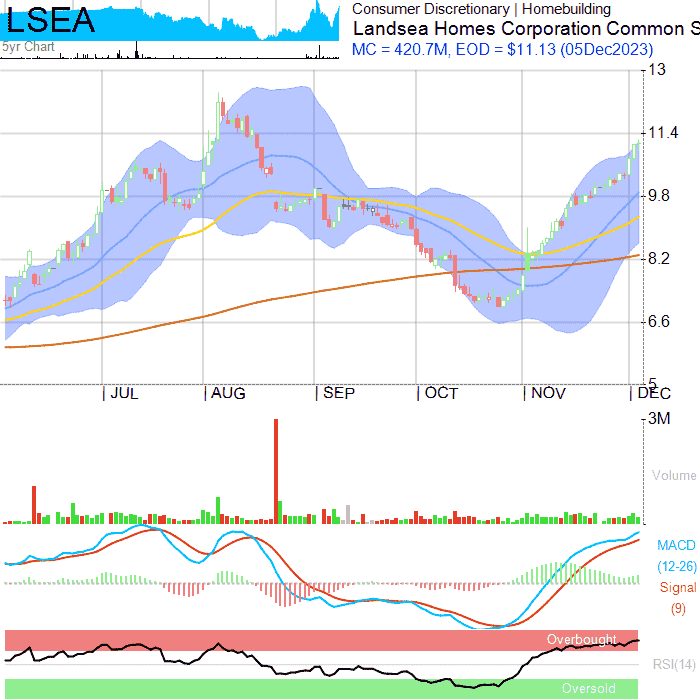 LSEA
5yr Chart
Consumer Discretionary | Homebuilding
Landsea Homes Corporation Common S
MC = 420.7M, EOD = $11.13 (05Dec2023)
13
11.4
9.8
8.2
6.6
5
JUL AUG SEP OCT NOV DEC
3M
Volume
MACD
(12-26)
Signal
(9)
Overbought
RSI(14)
Oversold